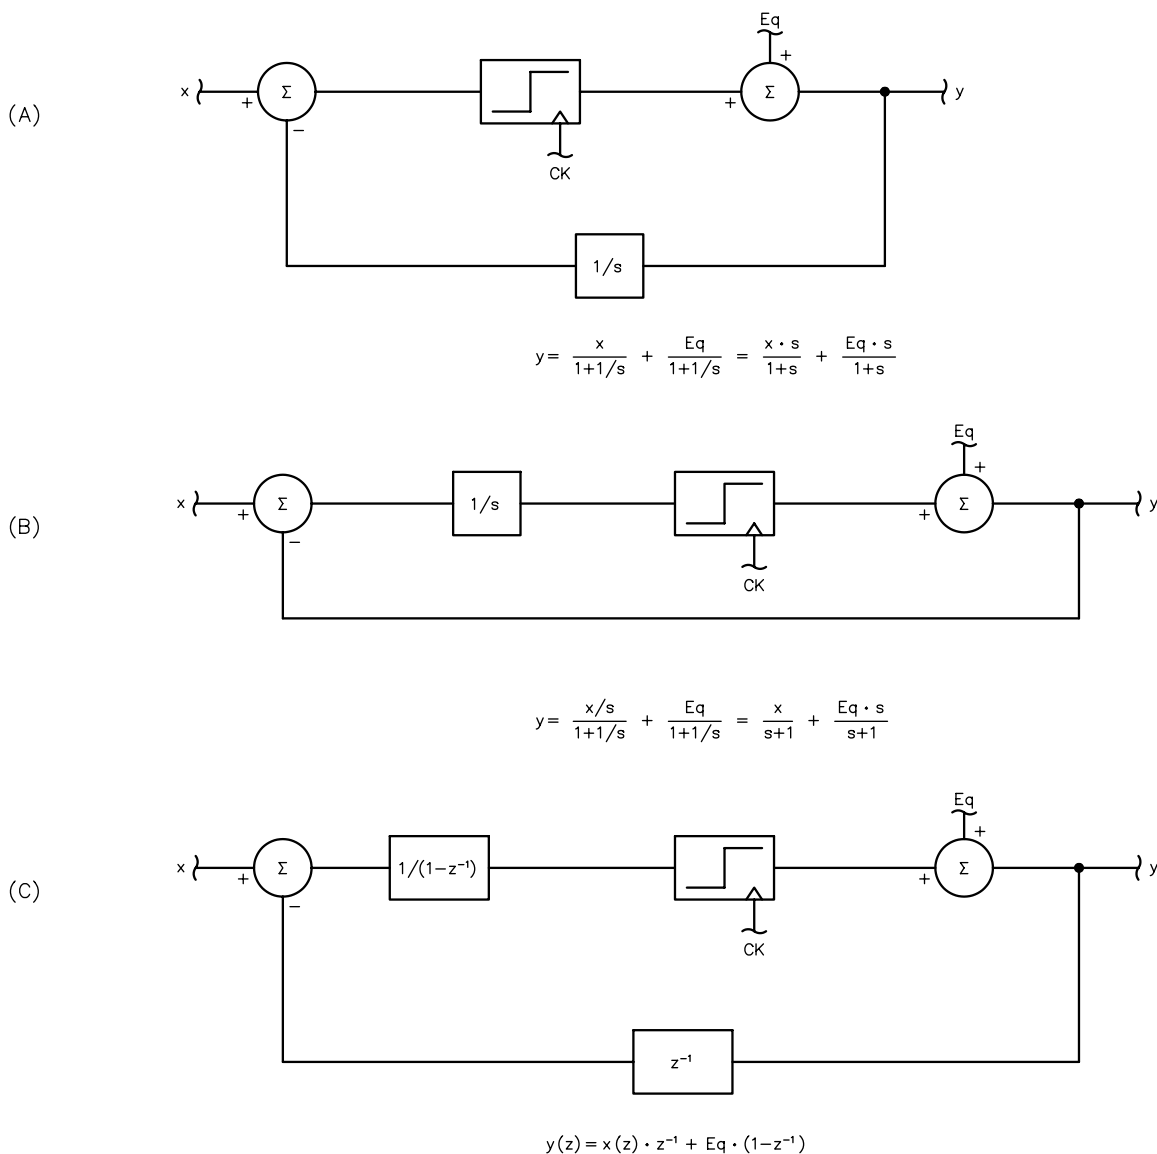 Eq
+
(A)
x
+
Σ
−
CK
+
Σ
y
1/s
y= x/(1+1/s) + Eq/(1+1/s) = x · s/(1+s) + Eq · s/(1+s)
Eq
+
(B)
x
+
Σ
−
1/s
CK
+
Σ
y
y= (x/s)/(1+1/s) + Eq/(1+1/s) = x/(s+1) + Eq · s/(s+1)
Eq
+
(C)
x
+
Σ
−
1/(1−z⁻¹)
CK
+
Σ
y
z⁻¹
y(z)=x(z) · z⁻¹ + Eq · (1−z⁻¹)